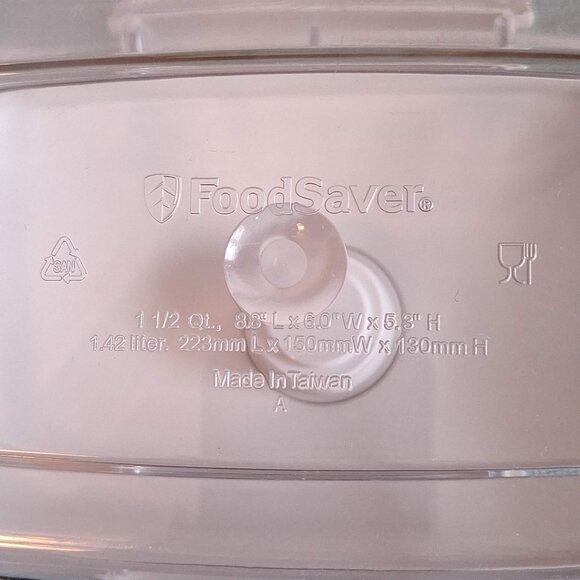 FoodSaver®
SAN
1 1/2 Qt., 8.8" L x 6.0" W x 5.3" H
1.42 liter. 223mm L x 150mmW x 130mm H
Made In Taiwan
A